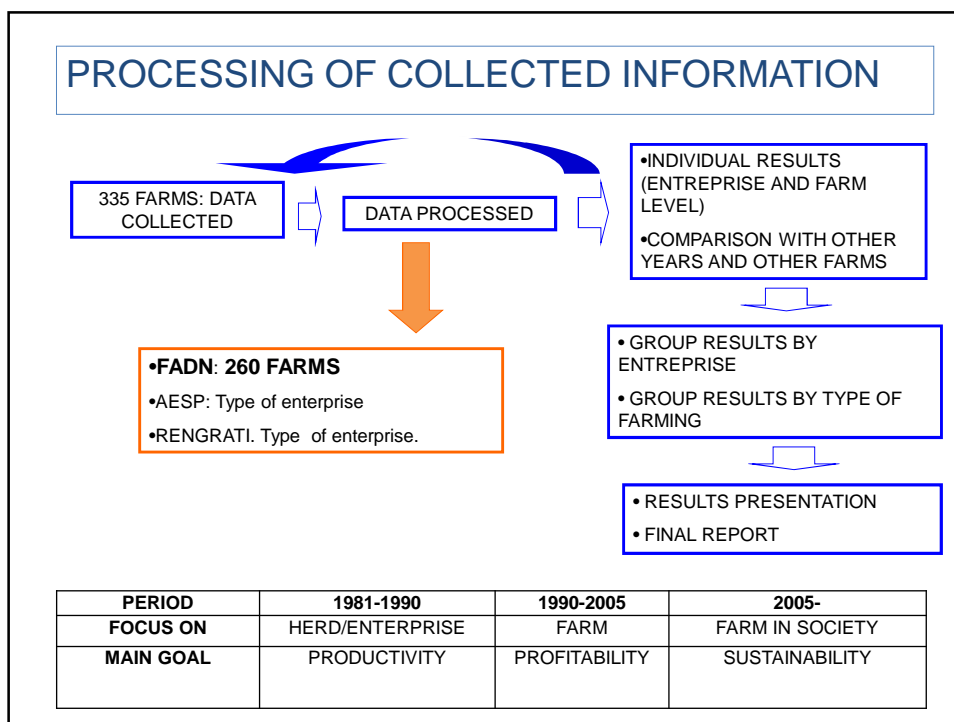 PROCESSING OF COLLECTED INFORMATION
335 FARMS: DATA
COLLECTED
DATA PROCESSED
•INDIVIDUAL RESULTS
(ENTREPRISE AND FARM
LEVEL)
•COMPARISON WITH OTHER
YEARS AND OTHER FARMS
•FADN: 260 FARMS
•AESP: Type of enterprise
•RENGRATI. Type of enterprise.
• GROUP RESULTS BY
ENTREPRISE
• GROUP RESULTS BY TYPE OF
FARMING
• RESULTS PRESENTATION
• FINAL REPORT
PERIOD 1981-1990 1990-2005 2005-
FOCUS ON HERD/ENTERPRISE FARM FARM IN SOCIETY
MAIN GOAL PRODUCTIVITY PROFITABILITY SUSTAINABILITY